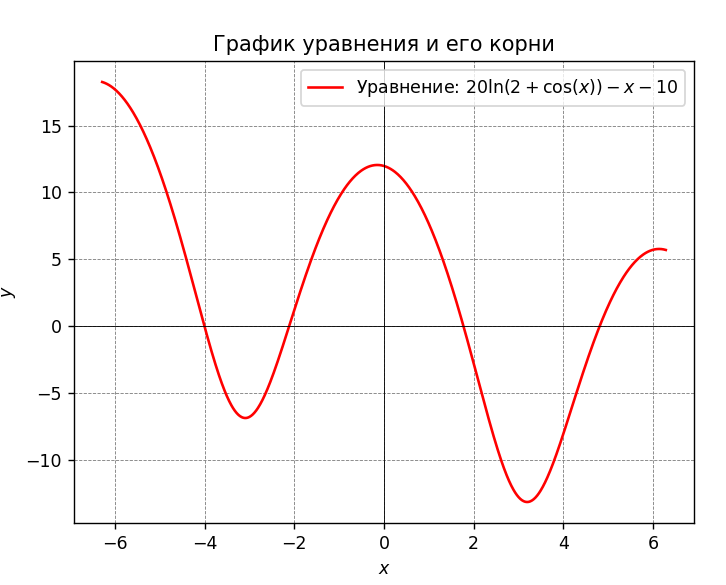 График уравнения и его корни
Уравнение: 20ln(2 + cos(x)) − x − 10
15
10
5
0
−5
−10
y
−6 −4 −2 0 2 4 6
x